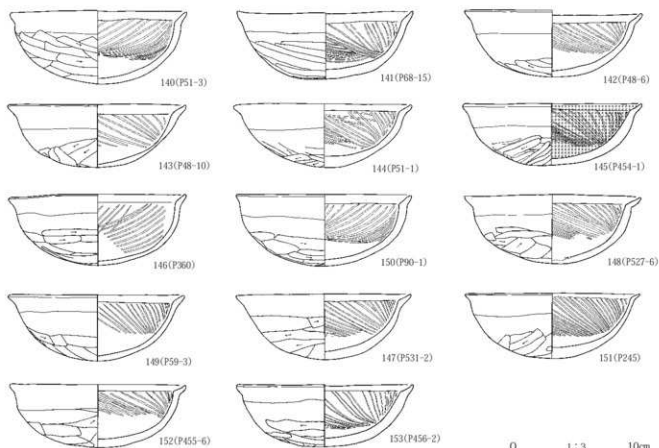 140(P51-3)
141(P68-15)
142(P48-6)
143(P48-10)
144(P51-1)
145(P454-1)
146(P360)
150(P90-1)
148(P527-6)
149(P59-3)
147(P531-2)
151(P245)
152(P455-6)
153(P456-2)
0 1:3 10cm